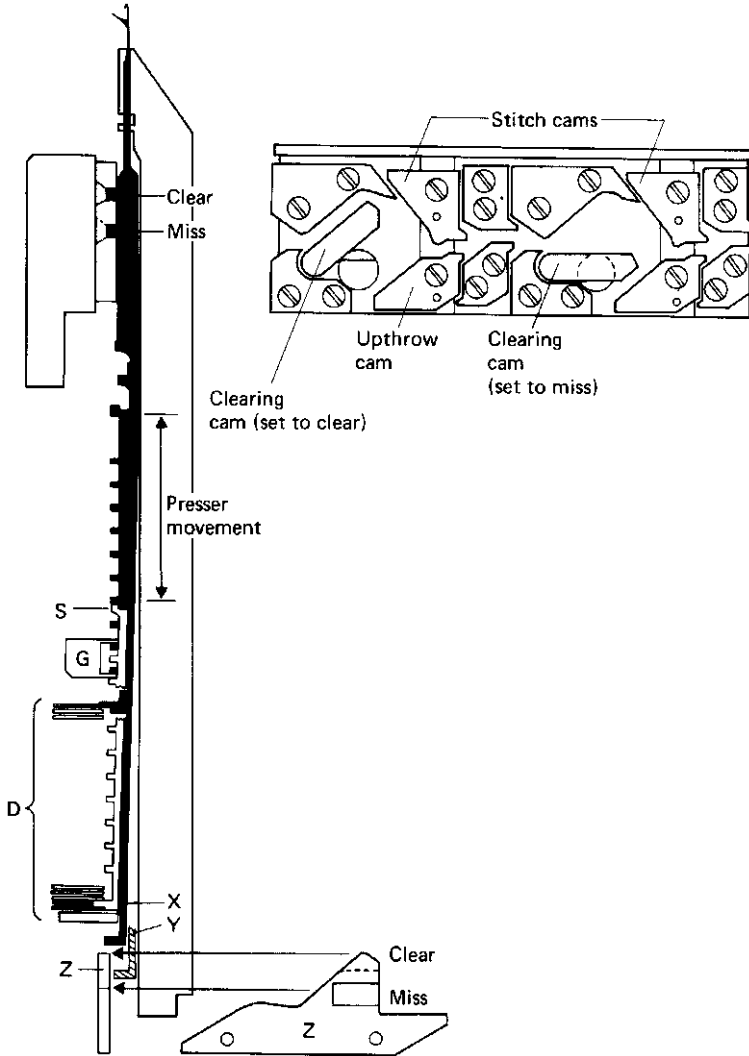 Stitch cams
Clear
Miss
Upthrow
cam
Clearing
cam
(set to miss)
Clearing
cam (set to clear)
Presser
movement
S
G
D
X
Y
Z
Clear
Miss
Z